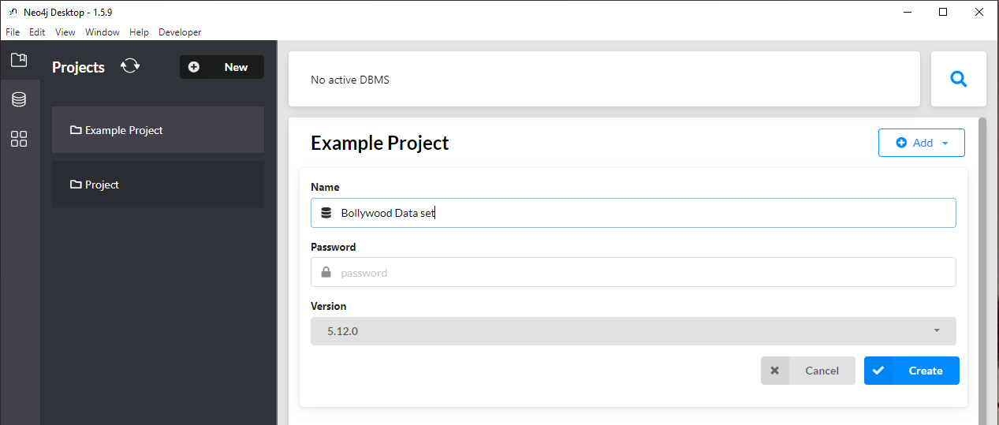 Neo4j Desktop - 1.5.9
File Edit View Window Help Developer
Projects
New
Example Project
Project
No active DBMS
Example Project
Add
Name
Bollywood Data set
Password
password
Version
5.12.0
Cancel
Create